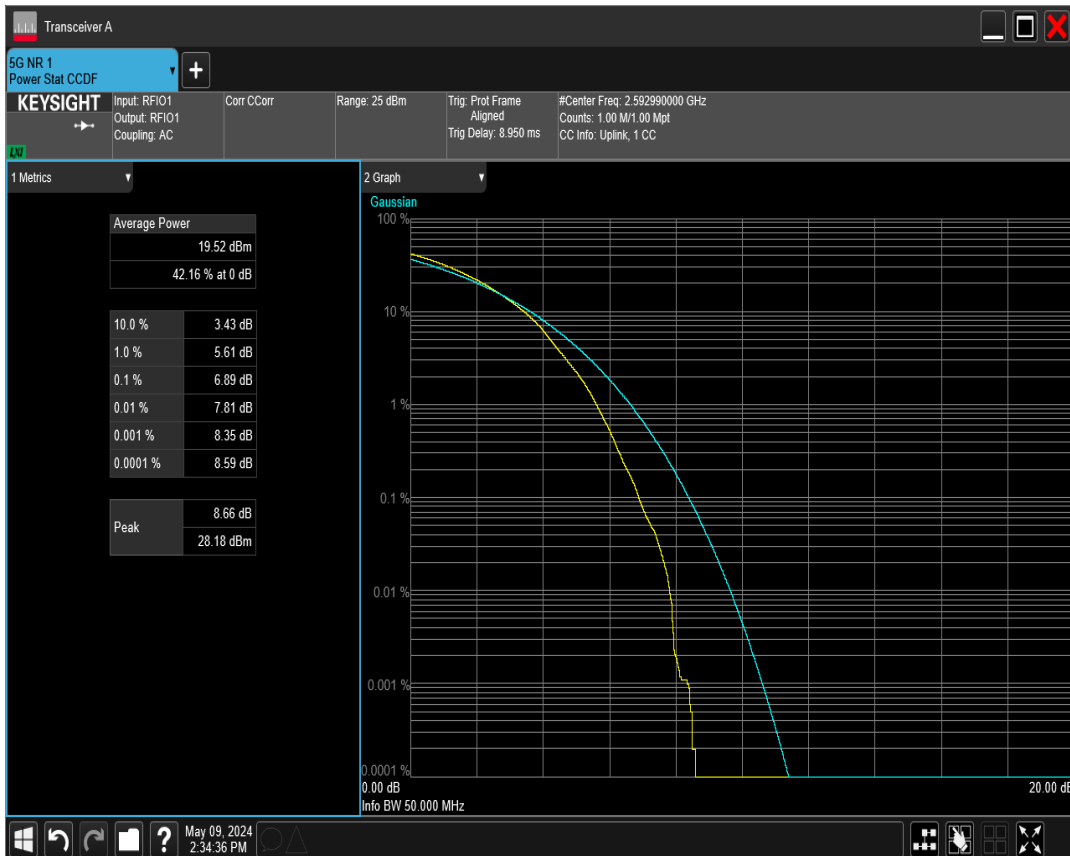 Transceiver A
5G NR 1
Power Stat CCDF
+
KEYSIGHT
LXI
Input: RFIO1
Output: RFIO1
Coupling: AC
Corr CCorr
Range: 25 dBm
Trig: Prot Frame
Aligned
Trig Delay: 8.950 ms
#Center Freq: 2.592990000 GHz
Counts: 1.00 M/1.00 Mpt
CC Info: Uplink, 1 CC
1 Metrics
Average Power
19.52 dBm
42.16 % at 0 dB
10.0 % 3.43 dB
1.0 % 5.61 dB
0.1 % 6.89 dB
0.01 % 7.81 dB
0.001 % 8.35 dB
0.0001 % 8.59 dB
Peak
8.66 dB
28.18 dBm
2 Graph
Gaussian
100 %
10 %
1 %
0.1 %
0.01 %
0.001 %
0.0001 %
0.00 dB
20.00 dB
Info BW 50.000 MHz
?
May 09, 2024
2:34:36 PM